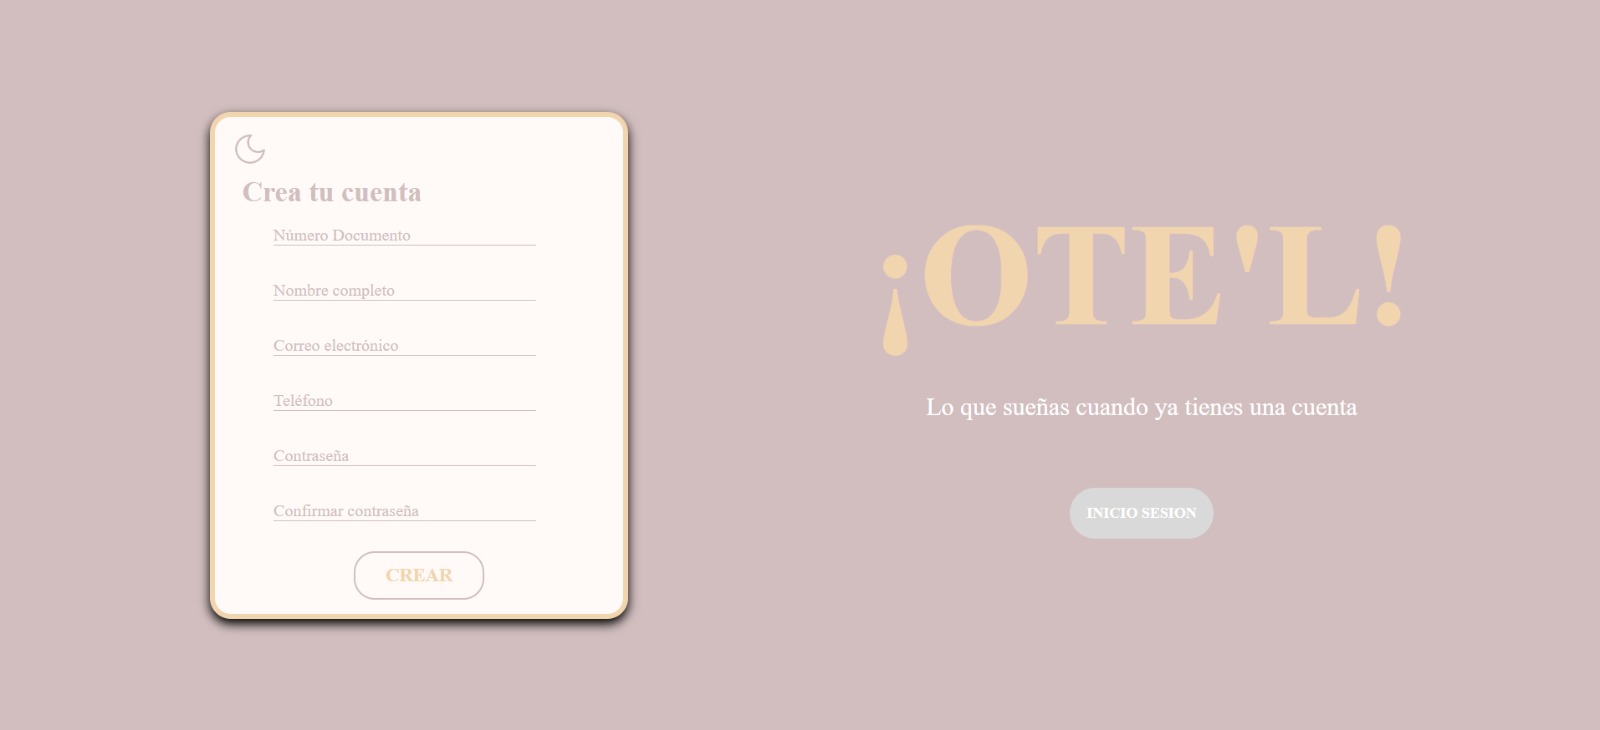 Crea tu cuenta
Número Documento
Nombre completo
Correo electrónico
Teléfono
Contraseña
Confirmar contraseña
CREAR
¡OTE'L!
Lo que sueñas cuando ya tienes una cuenta
INICIO SESION